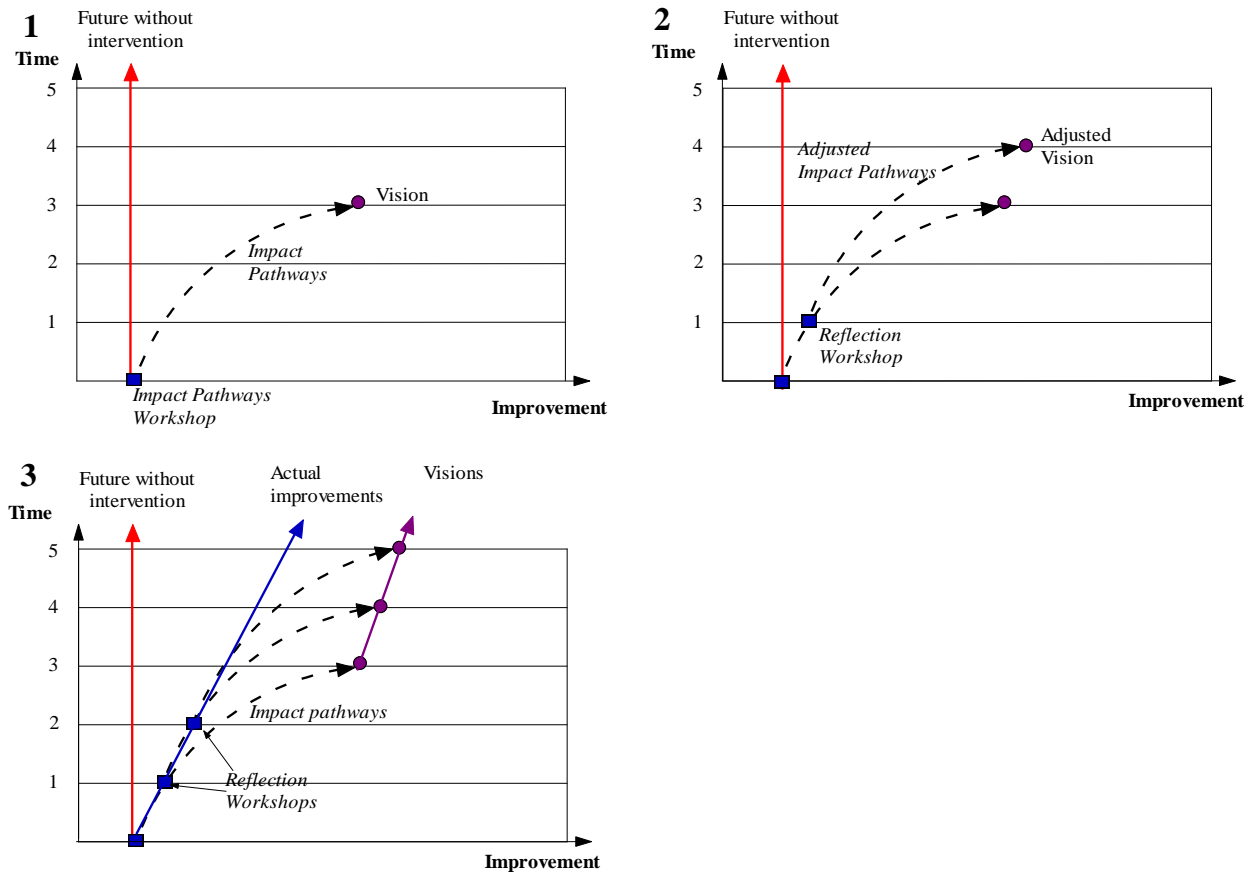 1
Future without
intervention
Time
5
4
3
2
1
Vision
Impact
Pathways
Impact Pathways
Workshop
Improvement
2
Future without
intervention
Time
5
4
3
2
1
Adjusted
Impact Pathways
Adjusted
Vision
Reflection
Workshop
Improvement
3
Future without
intervention
Actual
improvements
Visions
Time
5
4
3
2
1
Impact pathways
Reflection
Workshops
Improvement